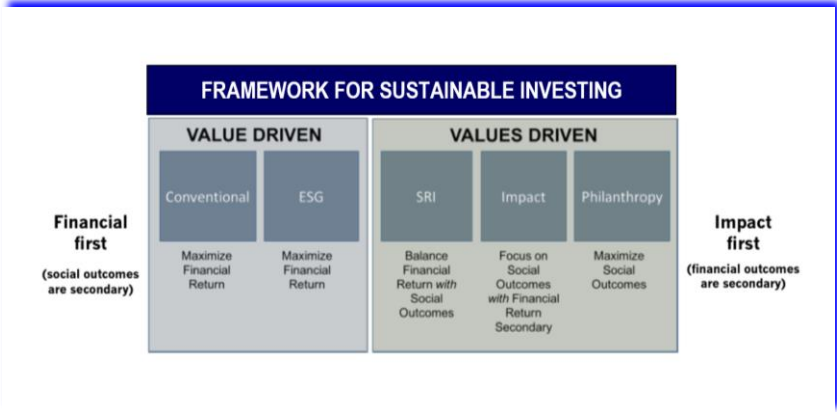 FRAMEWORK FOR SUSTAINABLE INVESTING
VALUE DRIVEN
VALUES DRIVEN
Conventional
ESG
SRI
Impact
Philanthropy
Financial
first
(social outcomes
are secondary)
Maximize
Financial
Return
Maximize
Financial
Return
Balance
Financial
Return with
Social
Outcomes
Focus on
Social
Outcomes
with Financial
Return
Secondary
Maximize
Social
Outcomes
Impact
first
(financial outcomes
are secondary)